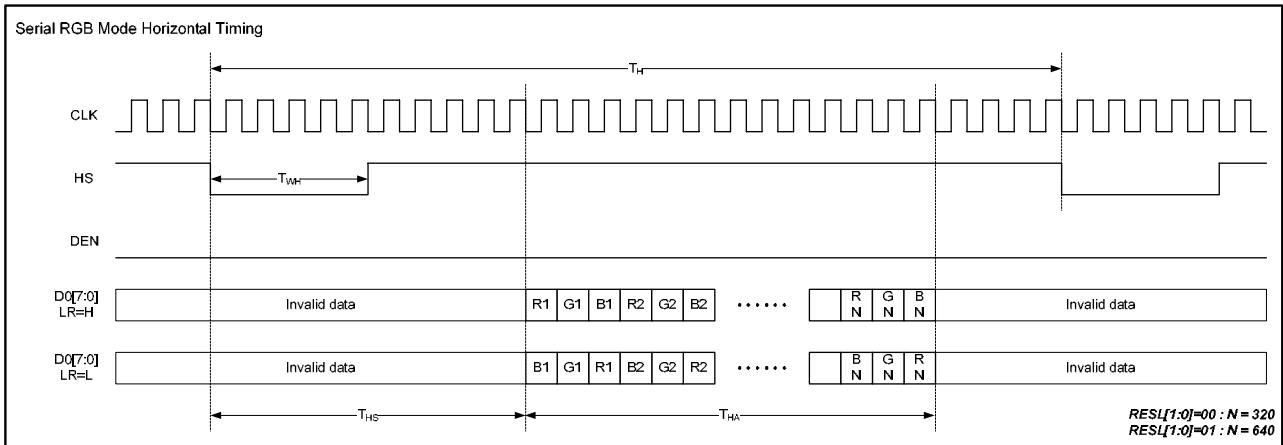 Serial RGB Mode Horizontal Timing
TH
CLK
HS
TWH
DEN
D0[7:0]
LR=H
Invalid data
R1 G1 B1 R2 G2 B2 ...... R N G N B N
Invalid data
D0[7:0]
LR=L
Invalid data
B1 G1 R1 B2 G2 R2 ...... B N G N R N
Invalid data
THS
THA
RESL[1:0]=00 : N = 320
RESL[1:0]=01 : N = 640